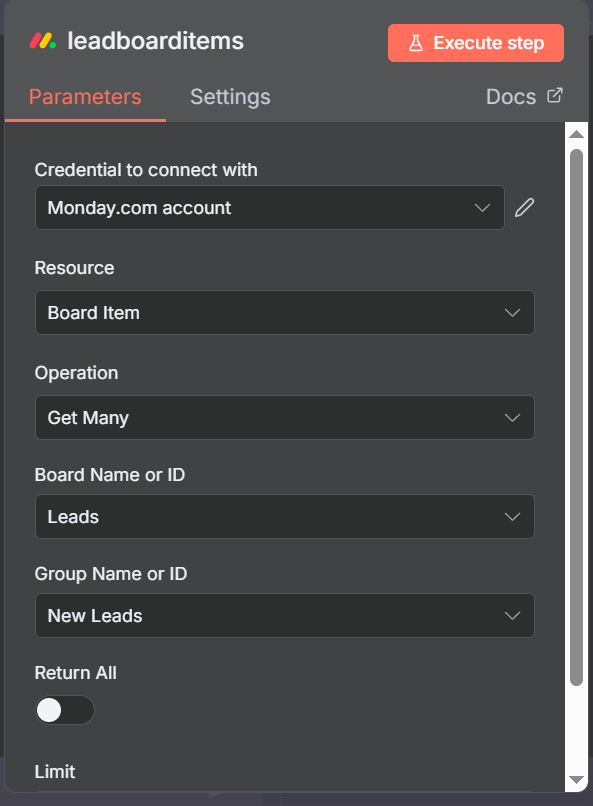 leadboarditems
Execute step
Parameters
Settings
Docs
Credential to connect with
Monday.com account
Resource
Board Item
Operation
Get Many
Board Name or ID
Leads
Group Name or ID
New Leads
Return All
Limit